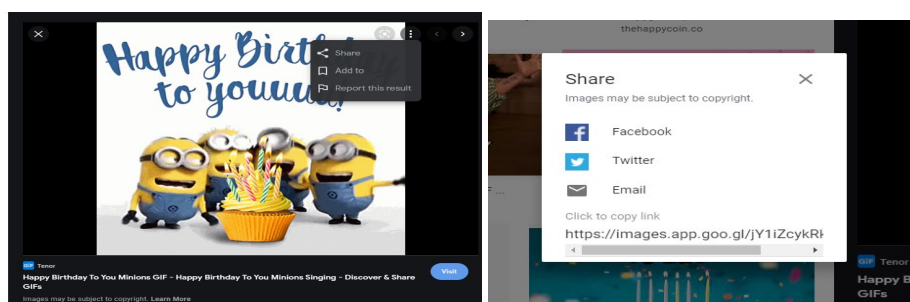 Happy Birt
to youuuu!
Share
Add to
Report this result
GIF Tenor
Happy Birthday To You Minions GIF - Happy Birthday To You Minions Singing - Discover & Share
GIFs
Images may be subject to copyright. Learn More
Visit
thehappycoin.co
Share
Images may be subject to copyright.
Facebook
Twitter
Email
Click to copy link
https://images.app.goo.gl/jY1iZcykRk
F ...
GIF Tenor
Happy B
GIFs